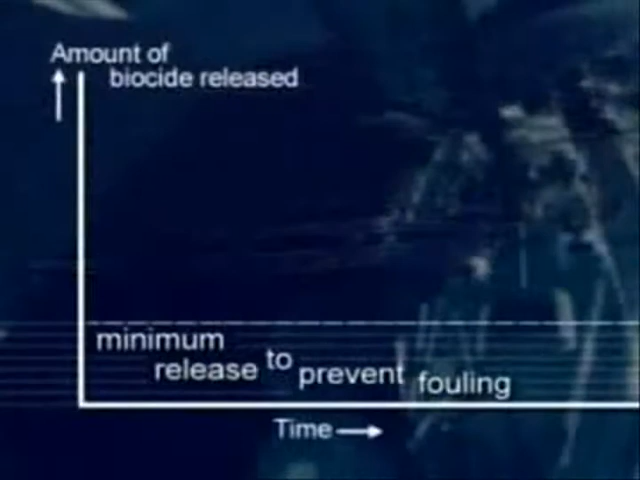 Amount of
biocide released
minimum
release to prevent fouling
Time